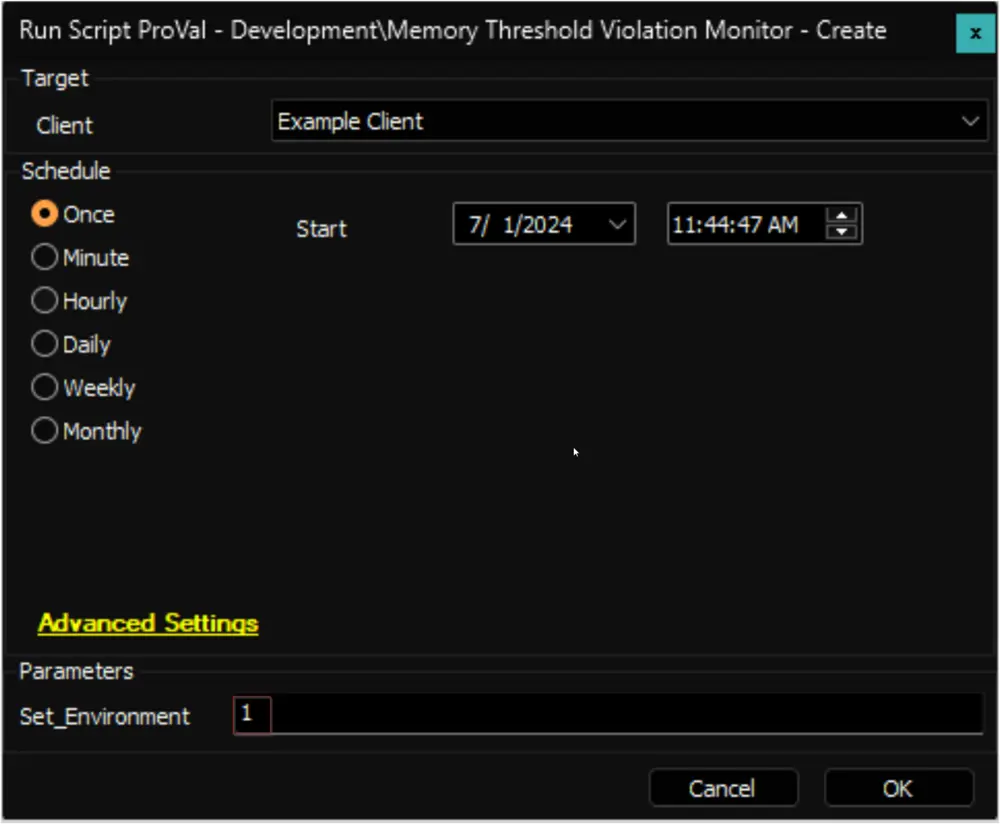 Run Script ProVal - Development\Memory Threshold Violation Monitor - Create
x
Target
Client Example Client
Schedule
Once Start 7/ 1/2024 11:44:47 AM
Minute
Hourly
Daily
Weekly
Monthly
Advanced Settings
Parameters
Set_Environment 1
Cancel OK